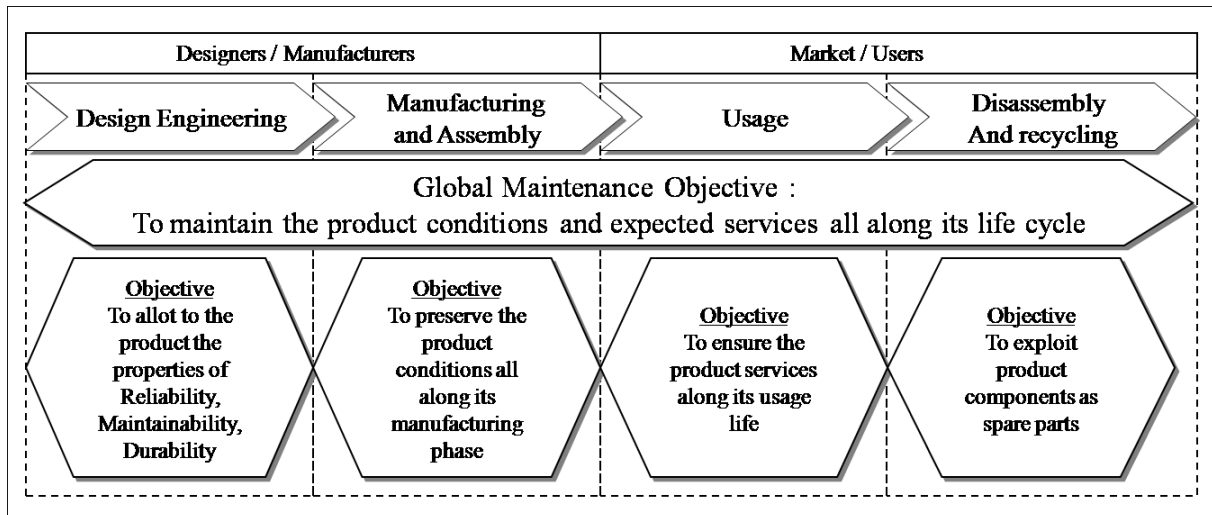 Designers / Manufacturers
Market / Users
Design Engineering
Manufacturing
and Assembly
Usage
Disassembly
And recycling
Global Maintenance Objective :
To maintain the product conditions and expected services all along its life cycle
Objective
To allot to the
product the
properties of
Reliability,
Maintainability,
Durability
Objective
To preserve the
product
conditions all
along its
manufacturing
phase
Objective
To ensure the
product services
along its usage
life
Objective
To exploit
product
components as
spare parts